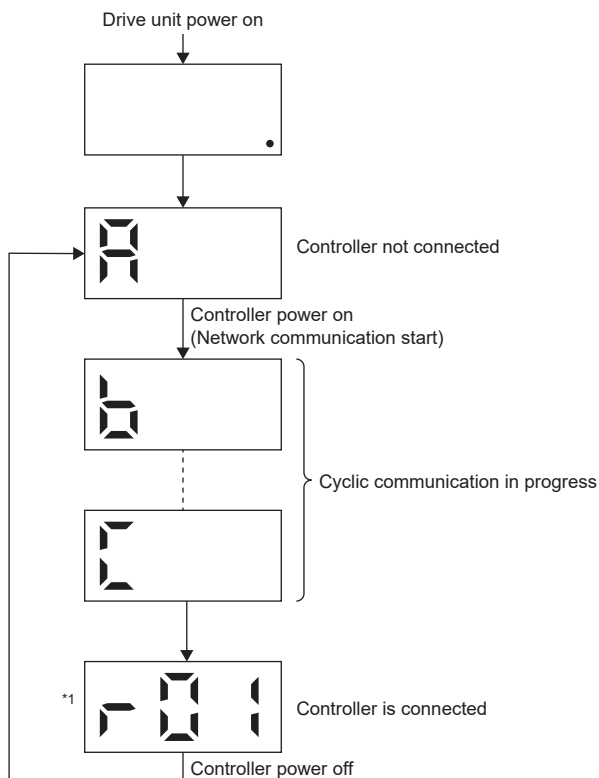 Drive unit power on
.
A
Controller not connected
Controller power on
(Network communication start)
b
Cyclic communication in progress
C
*1
r01
Controller is connected
Controller power off